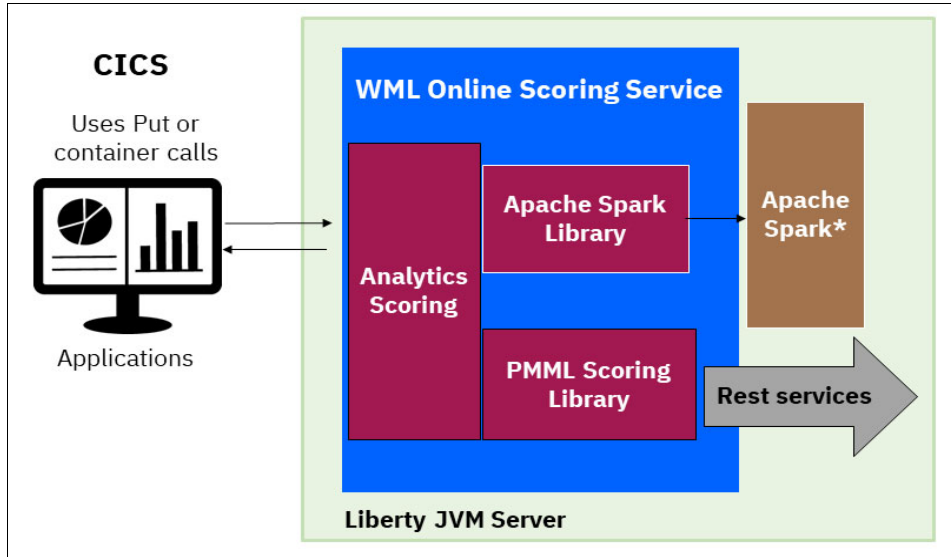 CICS
Uses Put or
container calls
Applications
WML Online Scoring Service
Analytics
Scoring
Apache Spark
Library
PMML Scoring
Library
Apache
Spark*
Rest services
Liberty JVM Server